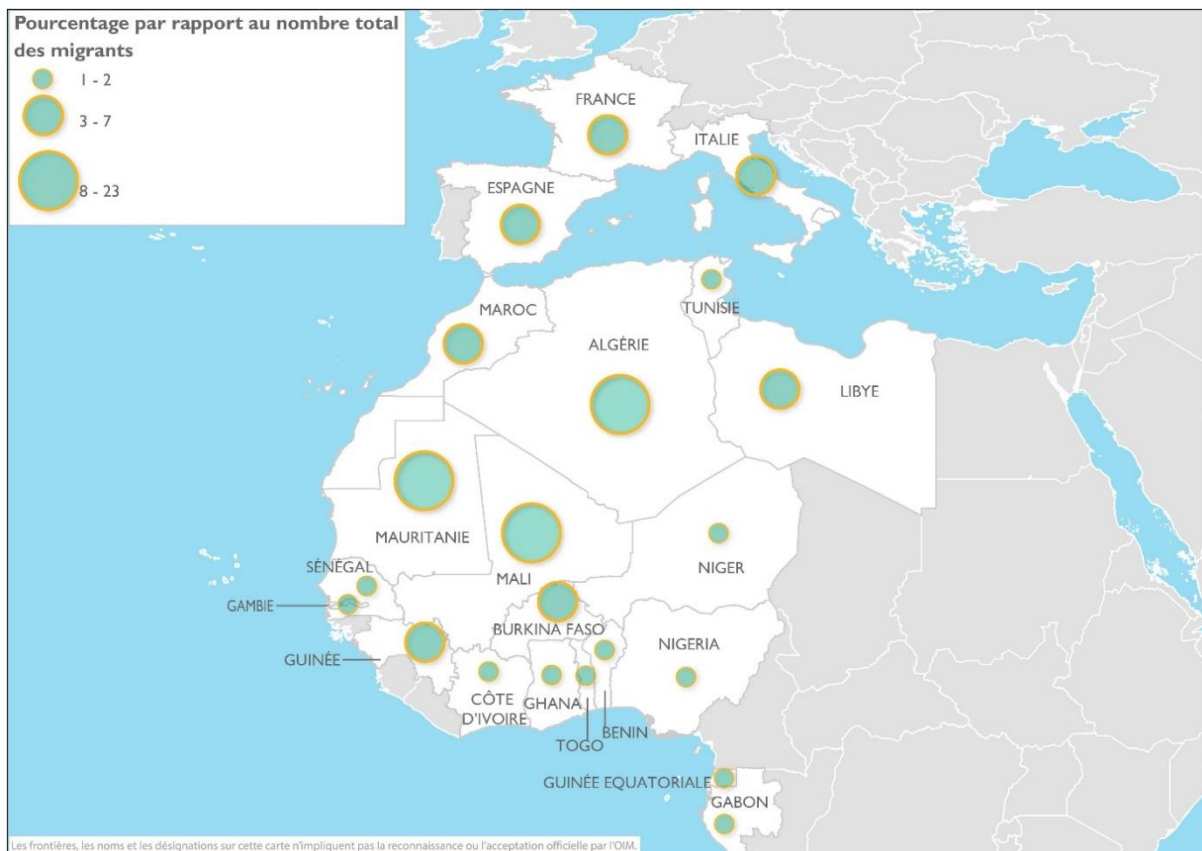 Pourcentage par rapport au nombre total
des migrants
1 - 2
3 - 7
8 - 23
FRANCE
ITALIE
ESPAGNE
MAROC
TUNISIE
ALGÉRIE
LIBYE
MAURITANIE
MALI
NIGER
SÉNÉGAL
GAMBIE
BURKINA FASO
NIGERIA
GUINÉE
CÔTE
D'IVOIRE
GHANA
BENIN
TOGO
GUINÉE EQUATORIALE
GABON
Les frontières, les noms et les désignations sur cette carte n'impliquent pas la reconnaissance ou l'acceptation officielle par l'OIM.